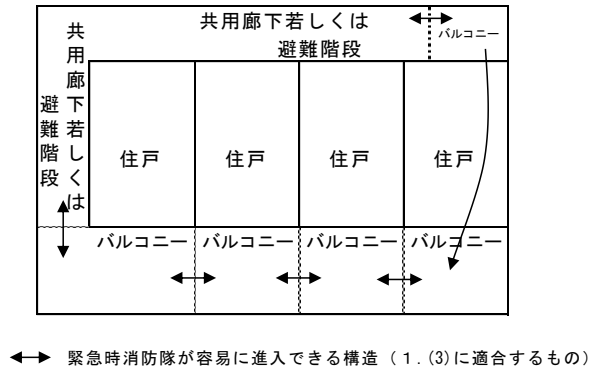 共用廊下若しくは
避難階段
バルコニー
共用廊下若しくは
避難階段
住戸
住戸
住戸
住戸
バルコニー
バルコニー
バルコニー
バルコニー
緊急時消防隊が容易に進入できる構造（１．(3)に適合するもの）